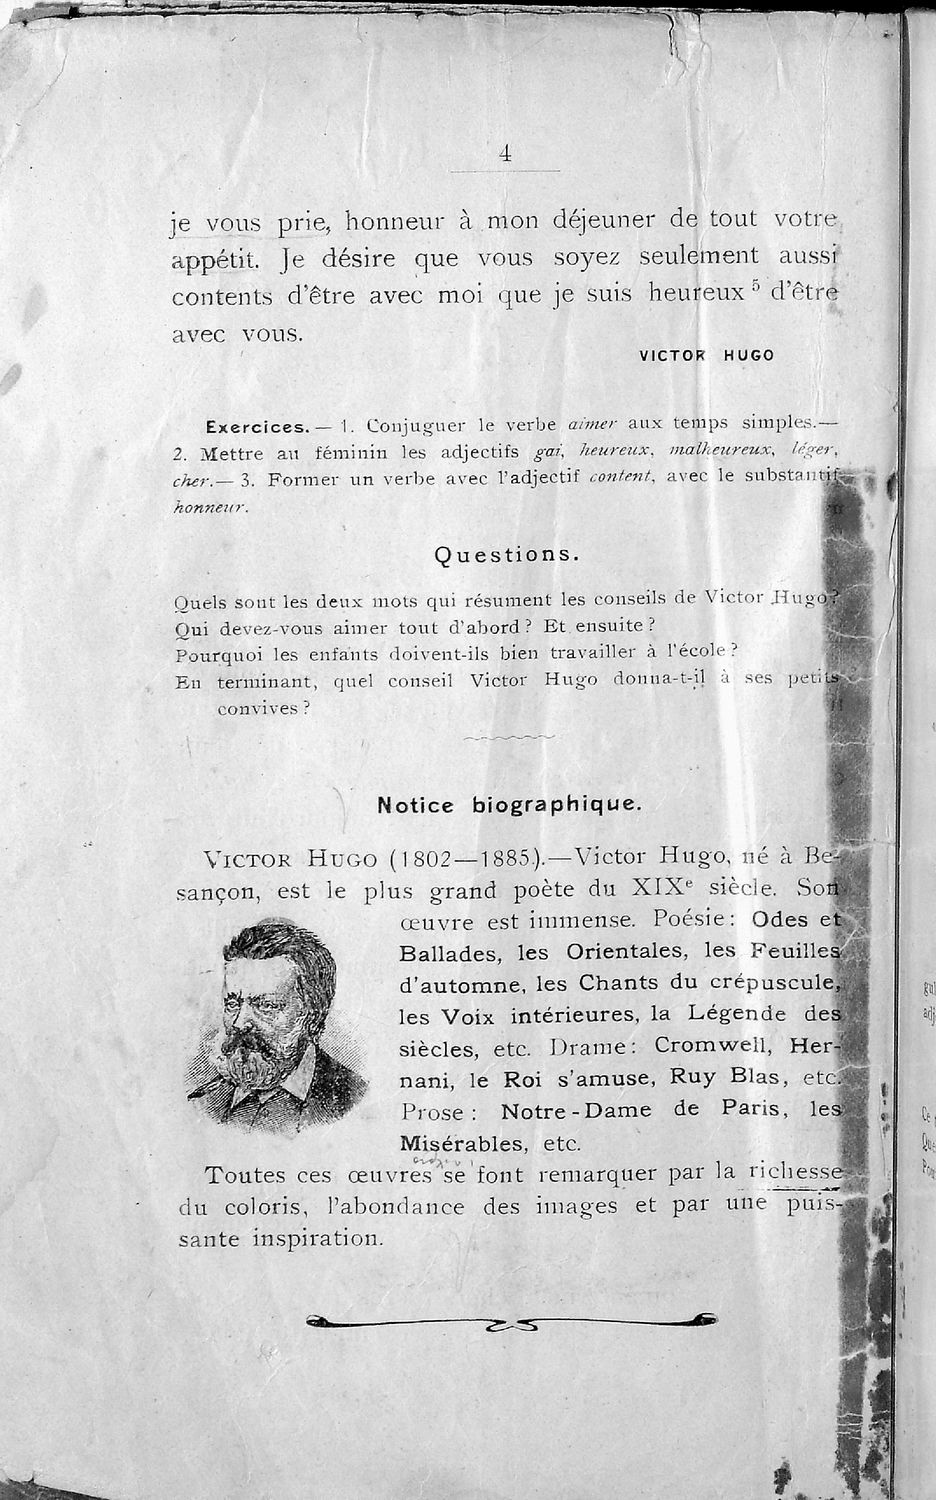 4
je vous prie, honneur à mon déjeuner de tout votre
appétit. Je désire que vous soyez seulement aussi
contents d'être avec moi que je suis heureux ⁵ d'être
avec vous.
VICTOR HUGO
Exercices.— 1. Conjuguer le verbe aimer aux temps simples.—
2. Mettre au féminin les adjectifs gai, heureux, malheureux, léger,
cher.— 3. Former un verbe avec l'adjectif content, avec le substantif
honneur.
Questions.
Quels sont les deux mots qui résument les conseils de Victor Hugo?
Qui devez-vous aimer tout d'abord? Et ensuite?
Pourquoi les enfants doivent-ils bien travailler à l'école?
En terminant, quel conseil Victor Hugo donna-t-il à ses petits
convives?
Notice biographique.
VICTOR HUGO (1802—1885).—Victor Hugo, né à Be-
sançon, est le plus grand poète du XIXe siècle. Son
œuvre est immense. Poésie: Odes et
Ballades, les Orientales, les Feuilles
d'automne, les Chants du crépuscule,
les Voix intérieures, la Légende des
siècles, etc. Drame: Cromwell, Her-
nani, le Roi s'amuse, Ruy Blas, etc.
Prose: Notre-Dame de Paris, les
Misérables, etc.
Toutes ces œuvres se font remarquer par la richesse
du coloris, l'abondance des images et par une puis-
sante inspiration.